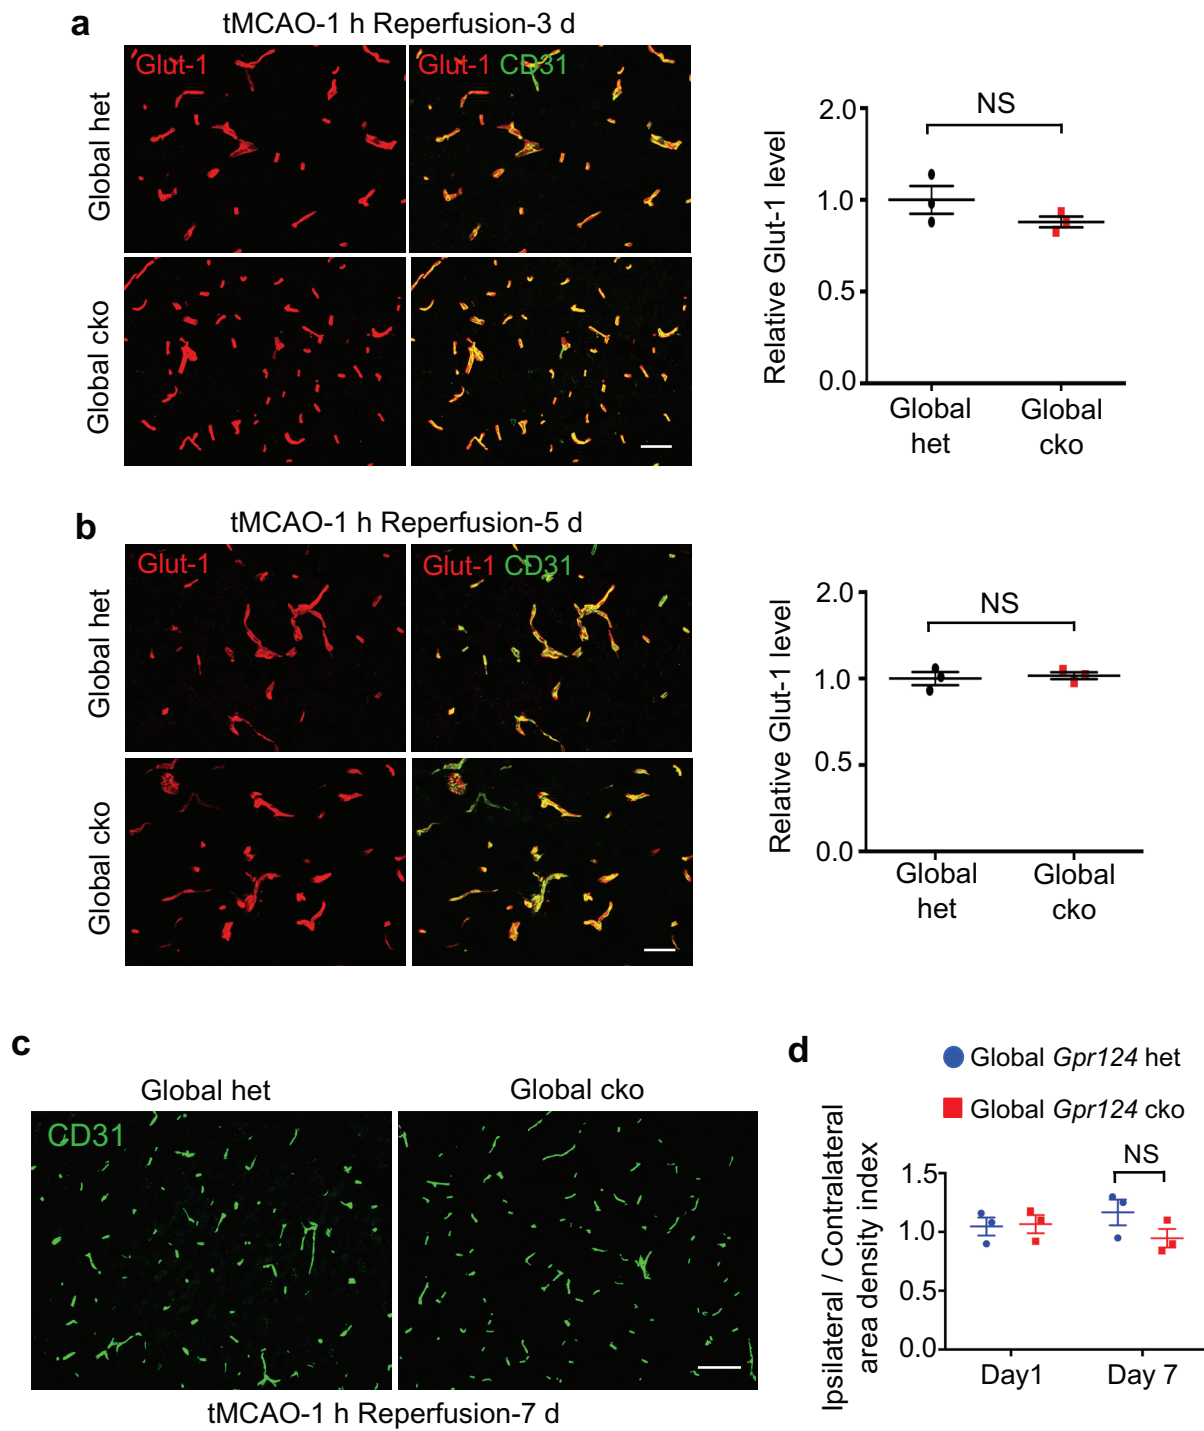 a
tMCAO-1 h Reperfusion-3 d
Glut-1
Glut-1 CD31
Global het
Global cko
Relative Glut-1 level
2.0
1.0
0.5
0.0
NS
Global het
Global cko
b
tMCAO-1 h Reperfusion-5 d
Glut-1
Glut-1 CD31
Global het
Global cko
Relative Glut-1 level
2.0
1.0
0.5
0.0
NS
Global het
Global cko
c
Global het
Global cko
CD31
tMCAO-1 h Reperfusion-7 d
d
Global Gpr124 het
Global Gpr124 cko
Ipsilateral / Contralateral
area density index
1.5
1.0
0.5
0.0
NS
Day1
Day 7